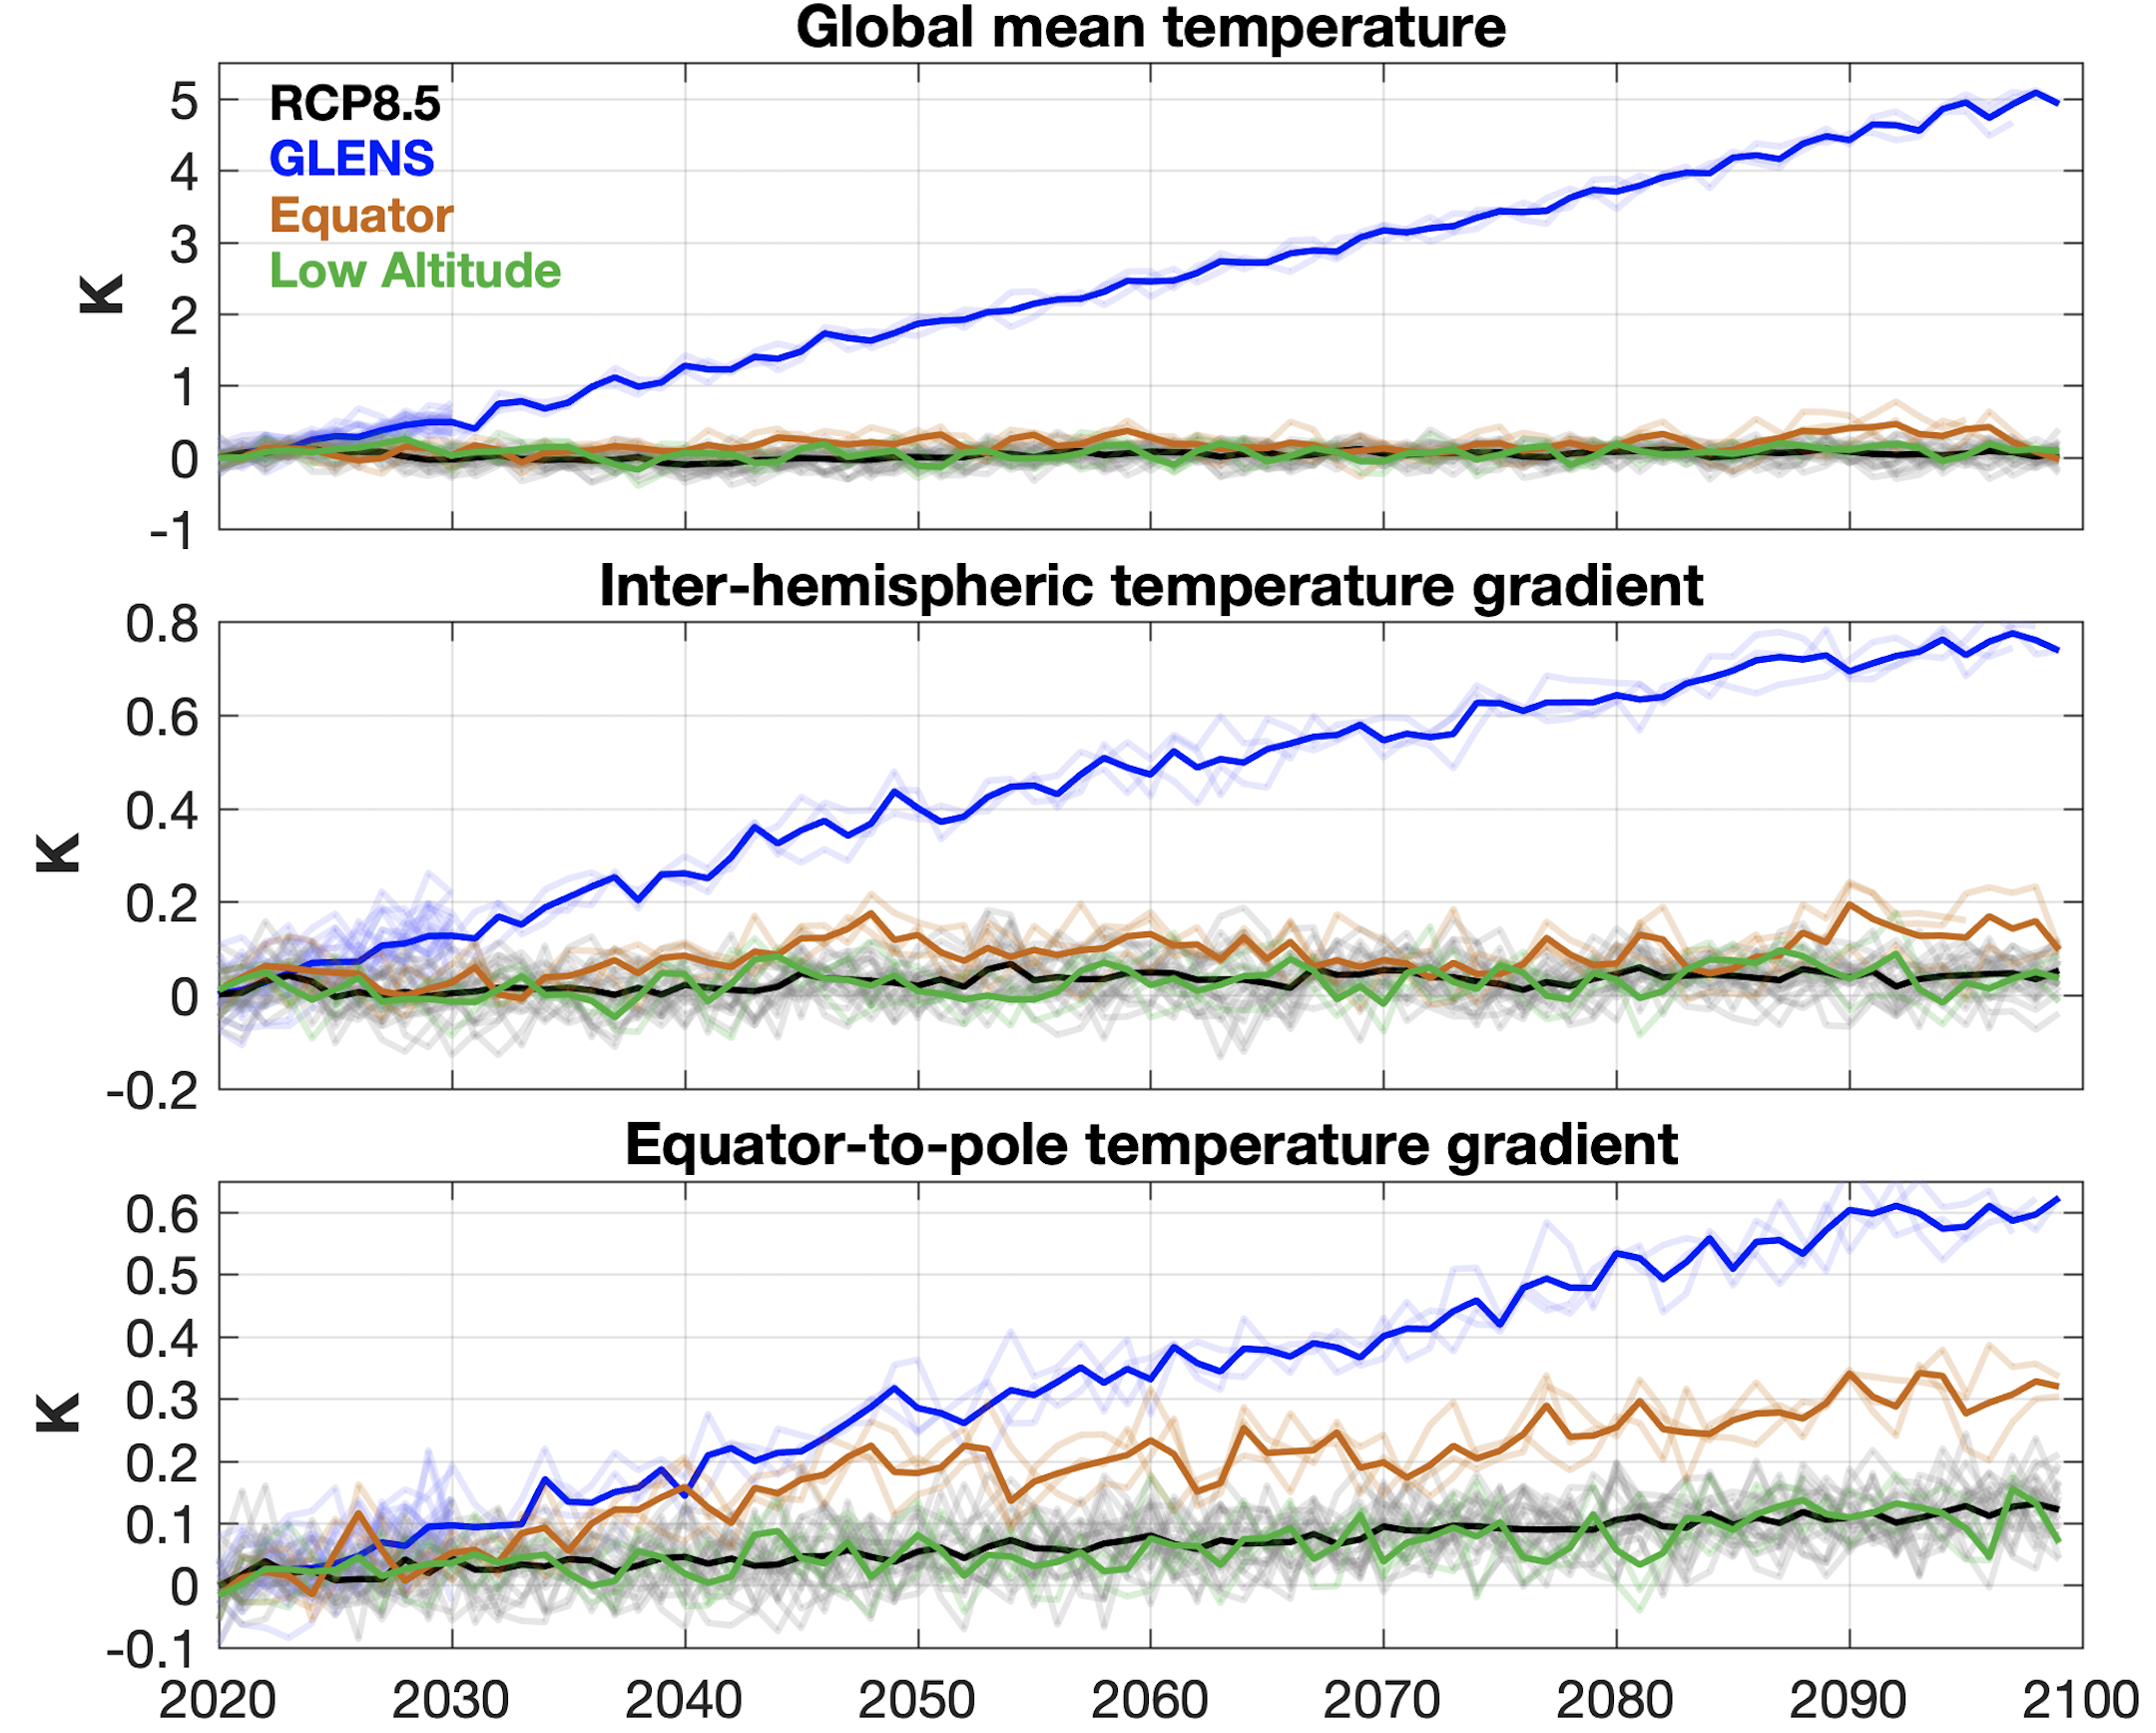 Global mean temperature
5
4
3
2
1
0
-1
K
RCP8.5
GLENS
Equator
Low Altitude
Inter-hemispheric temperature gradient
0.8
0.6
0.4
0.2
0
-0.2
K
Equator-to-pole temperature gradient
0.6
0.5
0.4
0.3
0.2
0.1
0
-0.1
K
2020 2030 2040 2050 2060 2070 2080 2090 2100